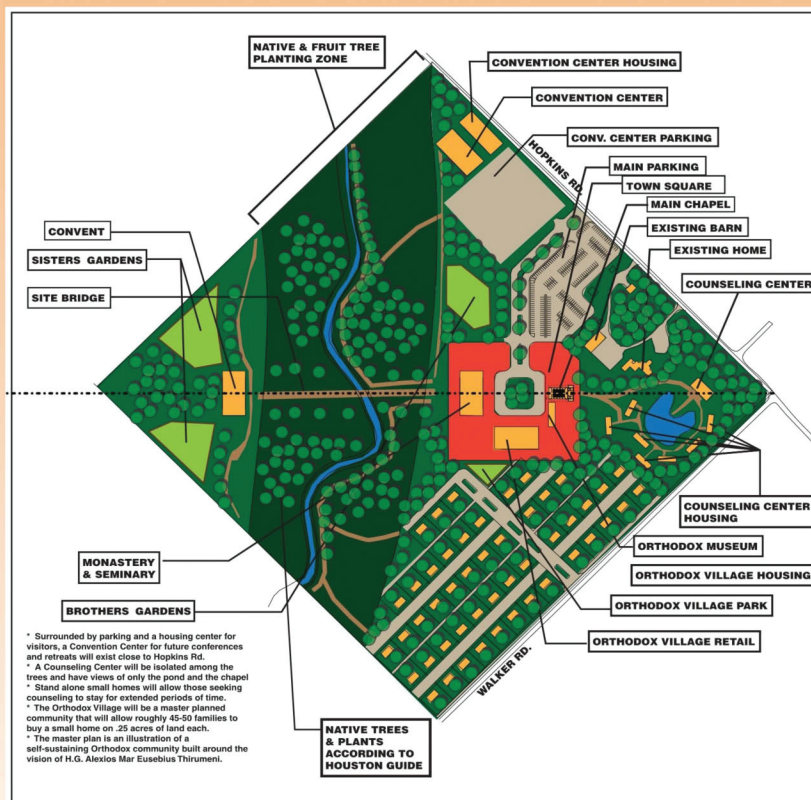 NATIVE & FRUIT TREE
PLANTING ZONE
CONVENTION CENTER HOUSING
CONVENTION CENTER
CONV. CENTER PARKING
HOPKINS RD.
MAIN PARKING
TOWN SQUARE
MAIN CHAPEL
EXISTING BARN
EXISTING HOME
COUNSELING CENTER
CONVENT
SISTERS GARDENS
SITE BRIDGE
COUNSELING CENTER
HOUSING
ORTHODOX MUSEUM
ORTHODOX VILLAGE HOUSING
ORTHODOX VILLAGE PARK
ORTHODOX VILLAGE RETAIL
WALKER RD.
MONASTERY
& SEMINARY
BROTHERS GARDENS
* Surrounded by parking and a housing center for
visitors, a Convention Center for future conferences
and retreats will exist close to Hopkins Rd.
* A Counseling Center will be isolated among the
trees and have views of only the pond and the chapel
* Stand alone small homes will allow those seeking
counseling to stay for extended periods of time.
* The Orthodox Village will be a master planned
community that will allow roughly 45-50 families to
buy a small home on .25 acres of land each.
* The master plan is an illustration of a
self-sustaining Orthodox community built around the
vision of H.G. Alexios Mar Eusebius Thirumeni.
NATIVE TREES
& PLANTS
ACCORDING TO
HOUSTON GUIDE